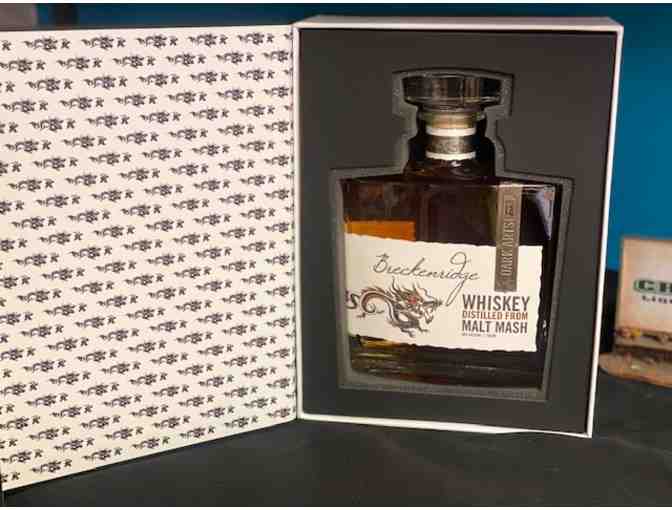 Breckenridge
WHISKEY
DISTILLED FROM
MALT MASH
DARK ARTS